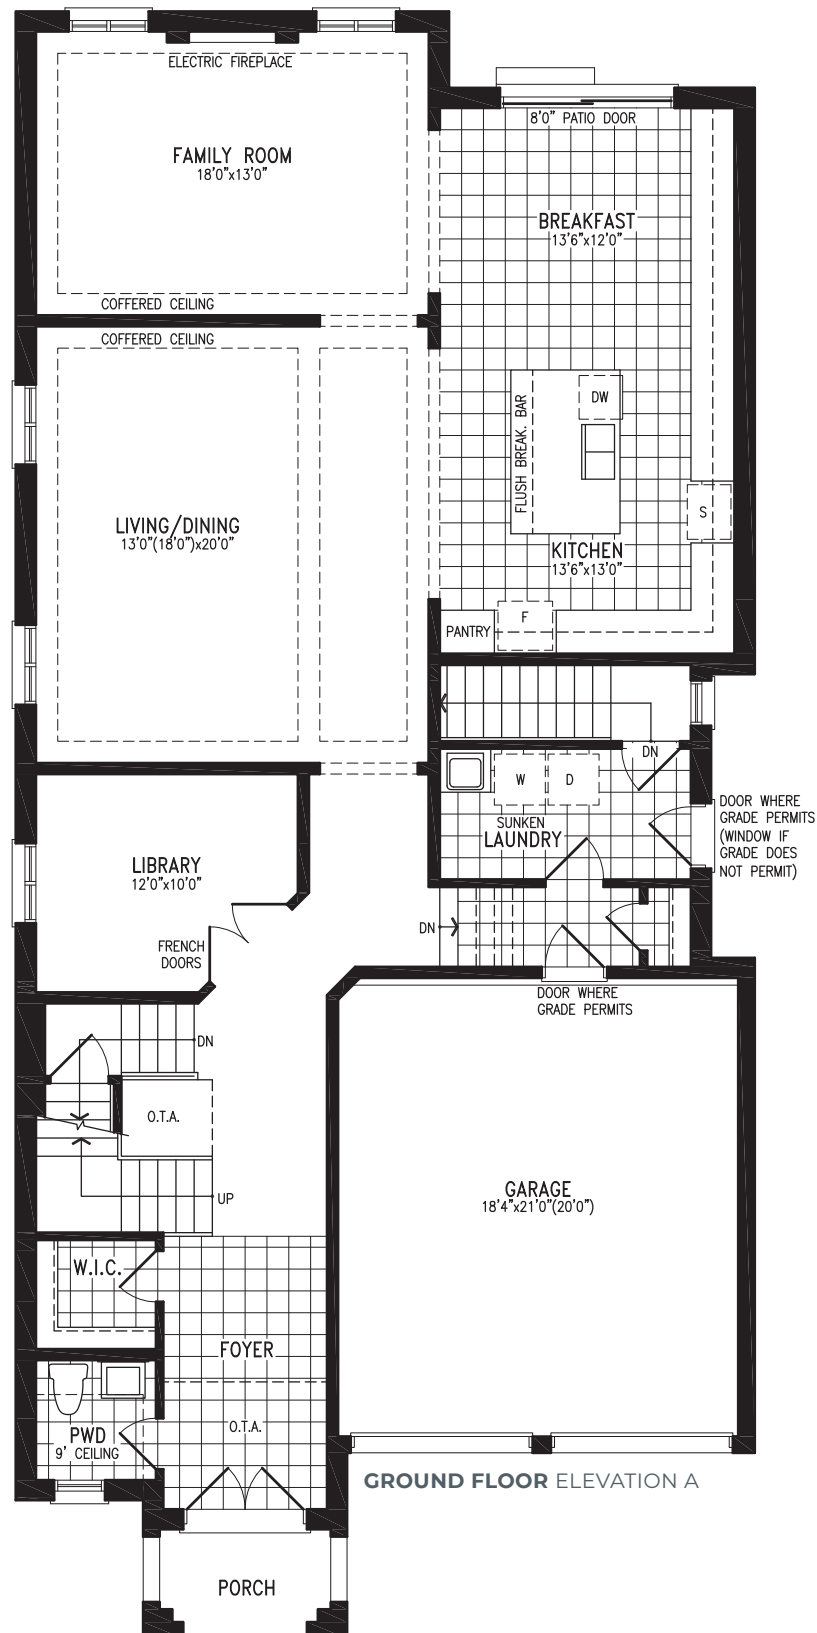 ELECTRIC FIREPLACE
FAMILY ROOM
18'0"x13'0"
COFFERED CEILING
8'0" PATIO DOOR
BREAKFAST
13'6"x12'0"
COFFERED CEILING
LIVING/DINING
13'0"(18'0")x20'0"
DW
FLUSH BREAK. BAR
S
KITCHEN
13'6"x13'0"
F
PANTRY
DN
W
D
SUNKEN
LAUNDRY
DOOR WHERE
GRADE PERMITS
(WINDOW IF
GRADE DOES
NOT PERMIT)
LIBRARY
12'0"x10'0"
FRENCH
DOORS
DN
DOOR WHERE
GRADE PERMITS
DN
O.T.A.
UP
GARAGE
18'4"x21'0"(20'0")
W.I.C.
FOYER
O.T.A.
PWD
9' CEILING
GROUND FLOOR ELEVATION A
PORCH